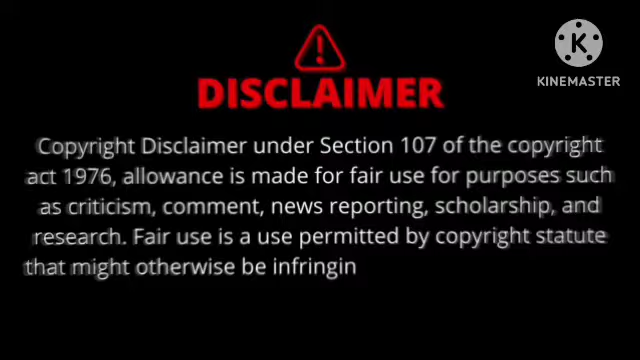 KINEMASTER
DISCLAIMER
Copyright Disclaimer under Section 107 of the copyright
act 1976, allowance is made for fair use for purposes such
as criticism, comment, news reporting, scholarship, and
research. Fair use is a use permitted by copyright statute
that might otherwise be infringin